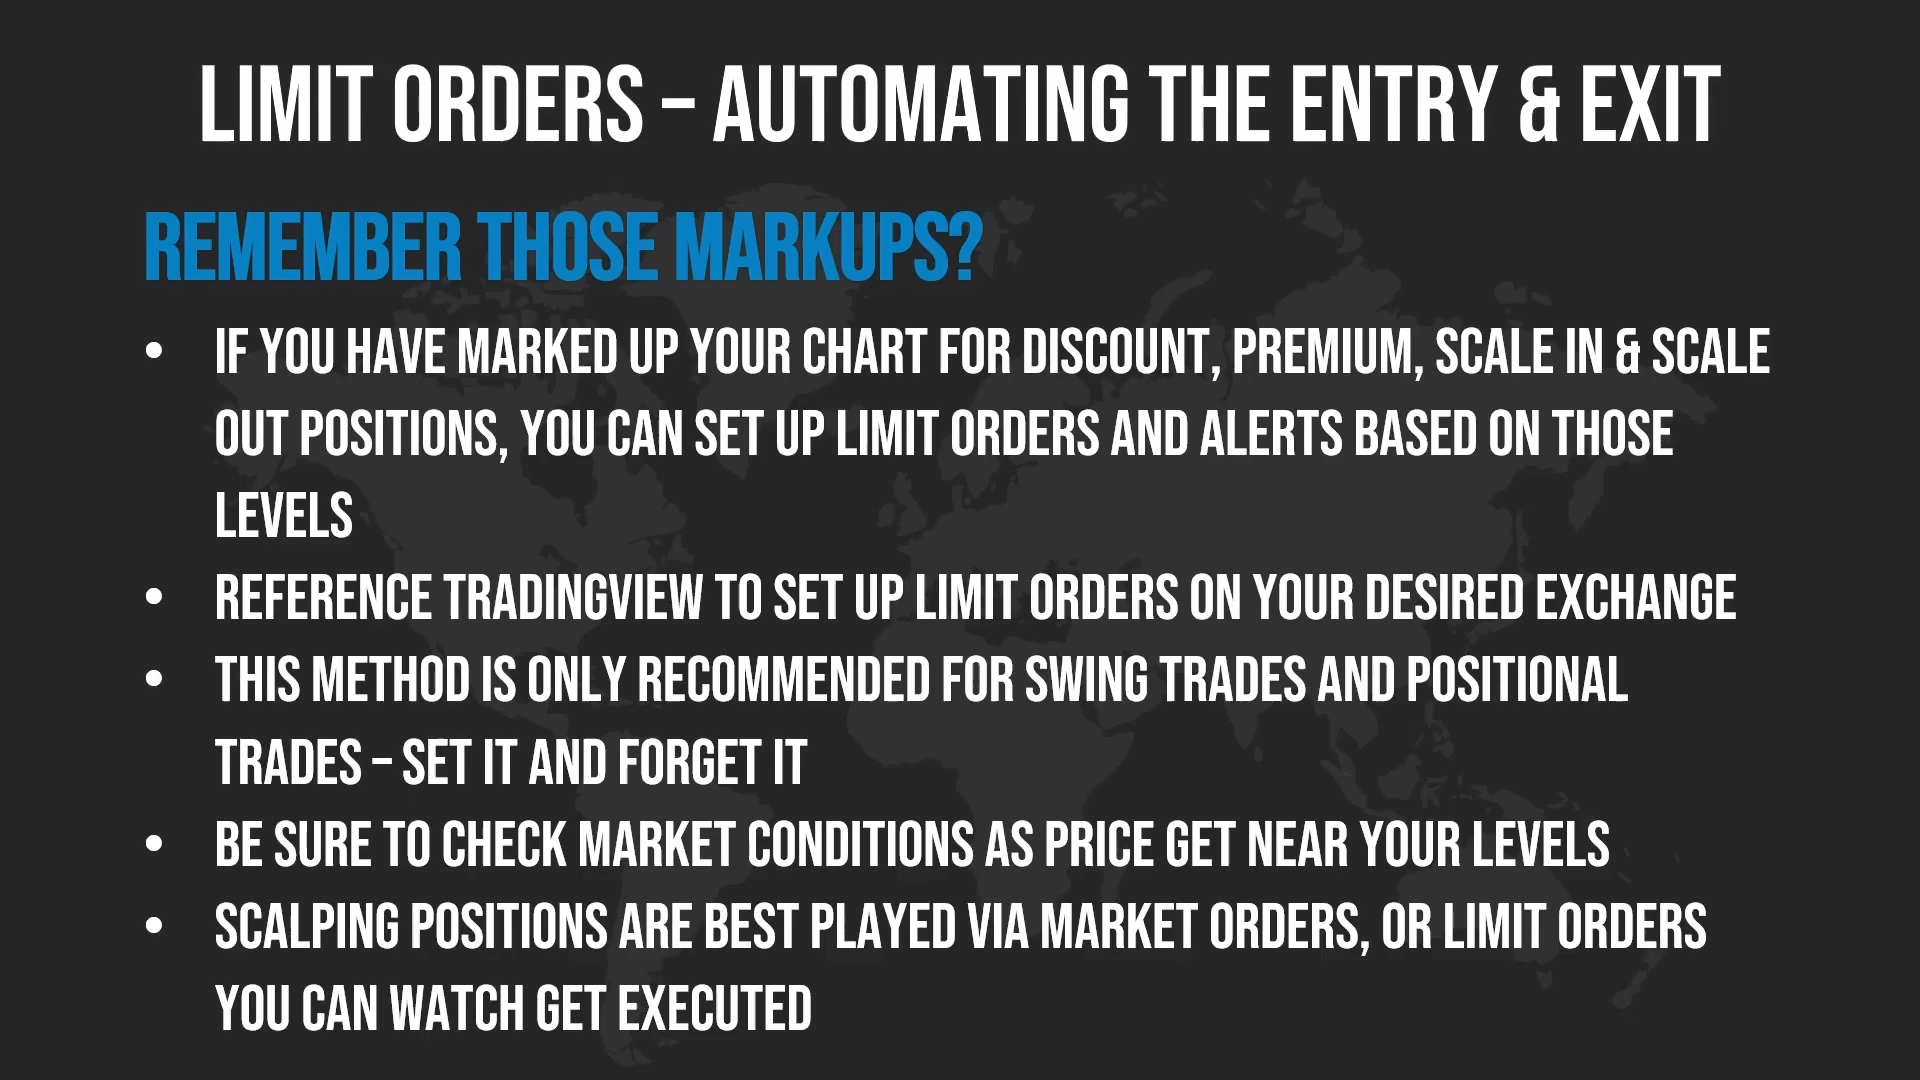 LIMIT ORDERS – AUTOMATING THE ENTRY & EXIT
REMEMBER THOSE MARKUPS?
• IF YOU HAVE MARKED UP YOUR CHART FOR DISCOUNT, PREMIUM, SCALE IN & SCALE
OUT POSITIONS, YOU CAN SET UP LIMIT ORDERS AND ALERTS BASED ON THOSE
LEVELS
• REFERENCE TRADINGVIEW TO SET UP LIMIT ORDERS ON YOUR DESIRED EXCHANGE
• THIS METHOD IS ONLY RECOMMENDED FOR SWING TRADES AND POSITIONAL
TRADES – SET IT AND FORGET IT
• BE SURE TO CHECK MARKET CONDITIONS AS PRICE GET NEAR YOUR LEVELS
• SCALPING POSITIONS ARE BEST PLAYED VIA MARKET ORDERS, OR LIMIT ORDERS
YOU CAN WATCH GET EXECUTED